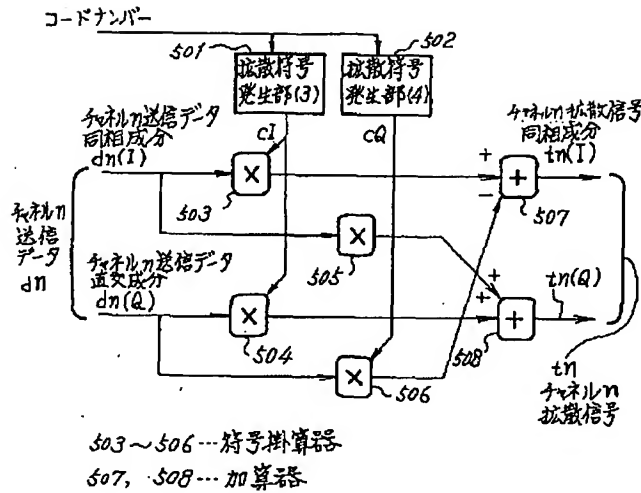 コードナンバー
501
502
拡散符号
発生部(3)
拡散符号
発生部(4)
チャネルn送信データ
同相成分
dn(I)
cI
cQ
チャネルn拡散信号
同相成分
tn(I)
+
−
×
503
+
507
チャネルn
送信
データ
dn
×
505
チャネルn送信データ
直交成分
dn(Q)
+
+
×
504
+
508
tn(Q)
×
506
tn
チャネルn
拡散信号
503～506…符号掛算器
507, 508…加算器